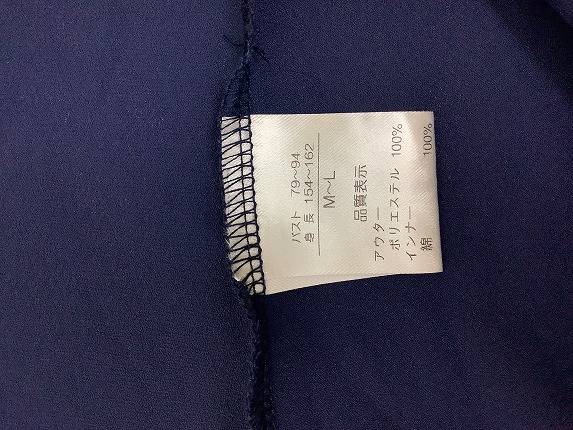 バスト 79〜94
身 長 154〜162
M〜L
品質表示
アウター
ポリエステル 100%
インナー
綿 100%